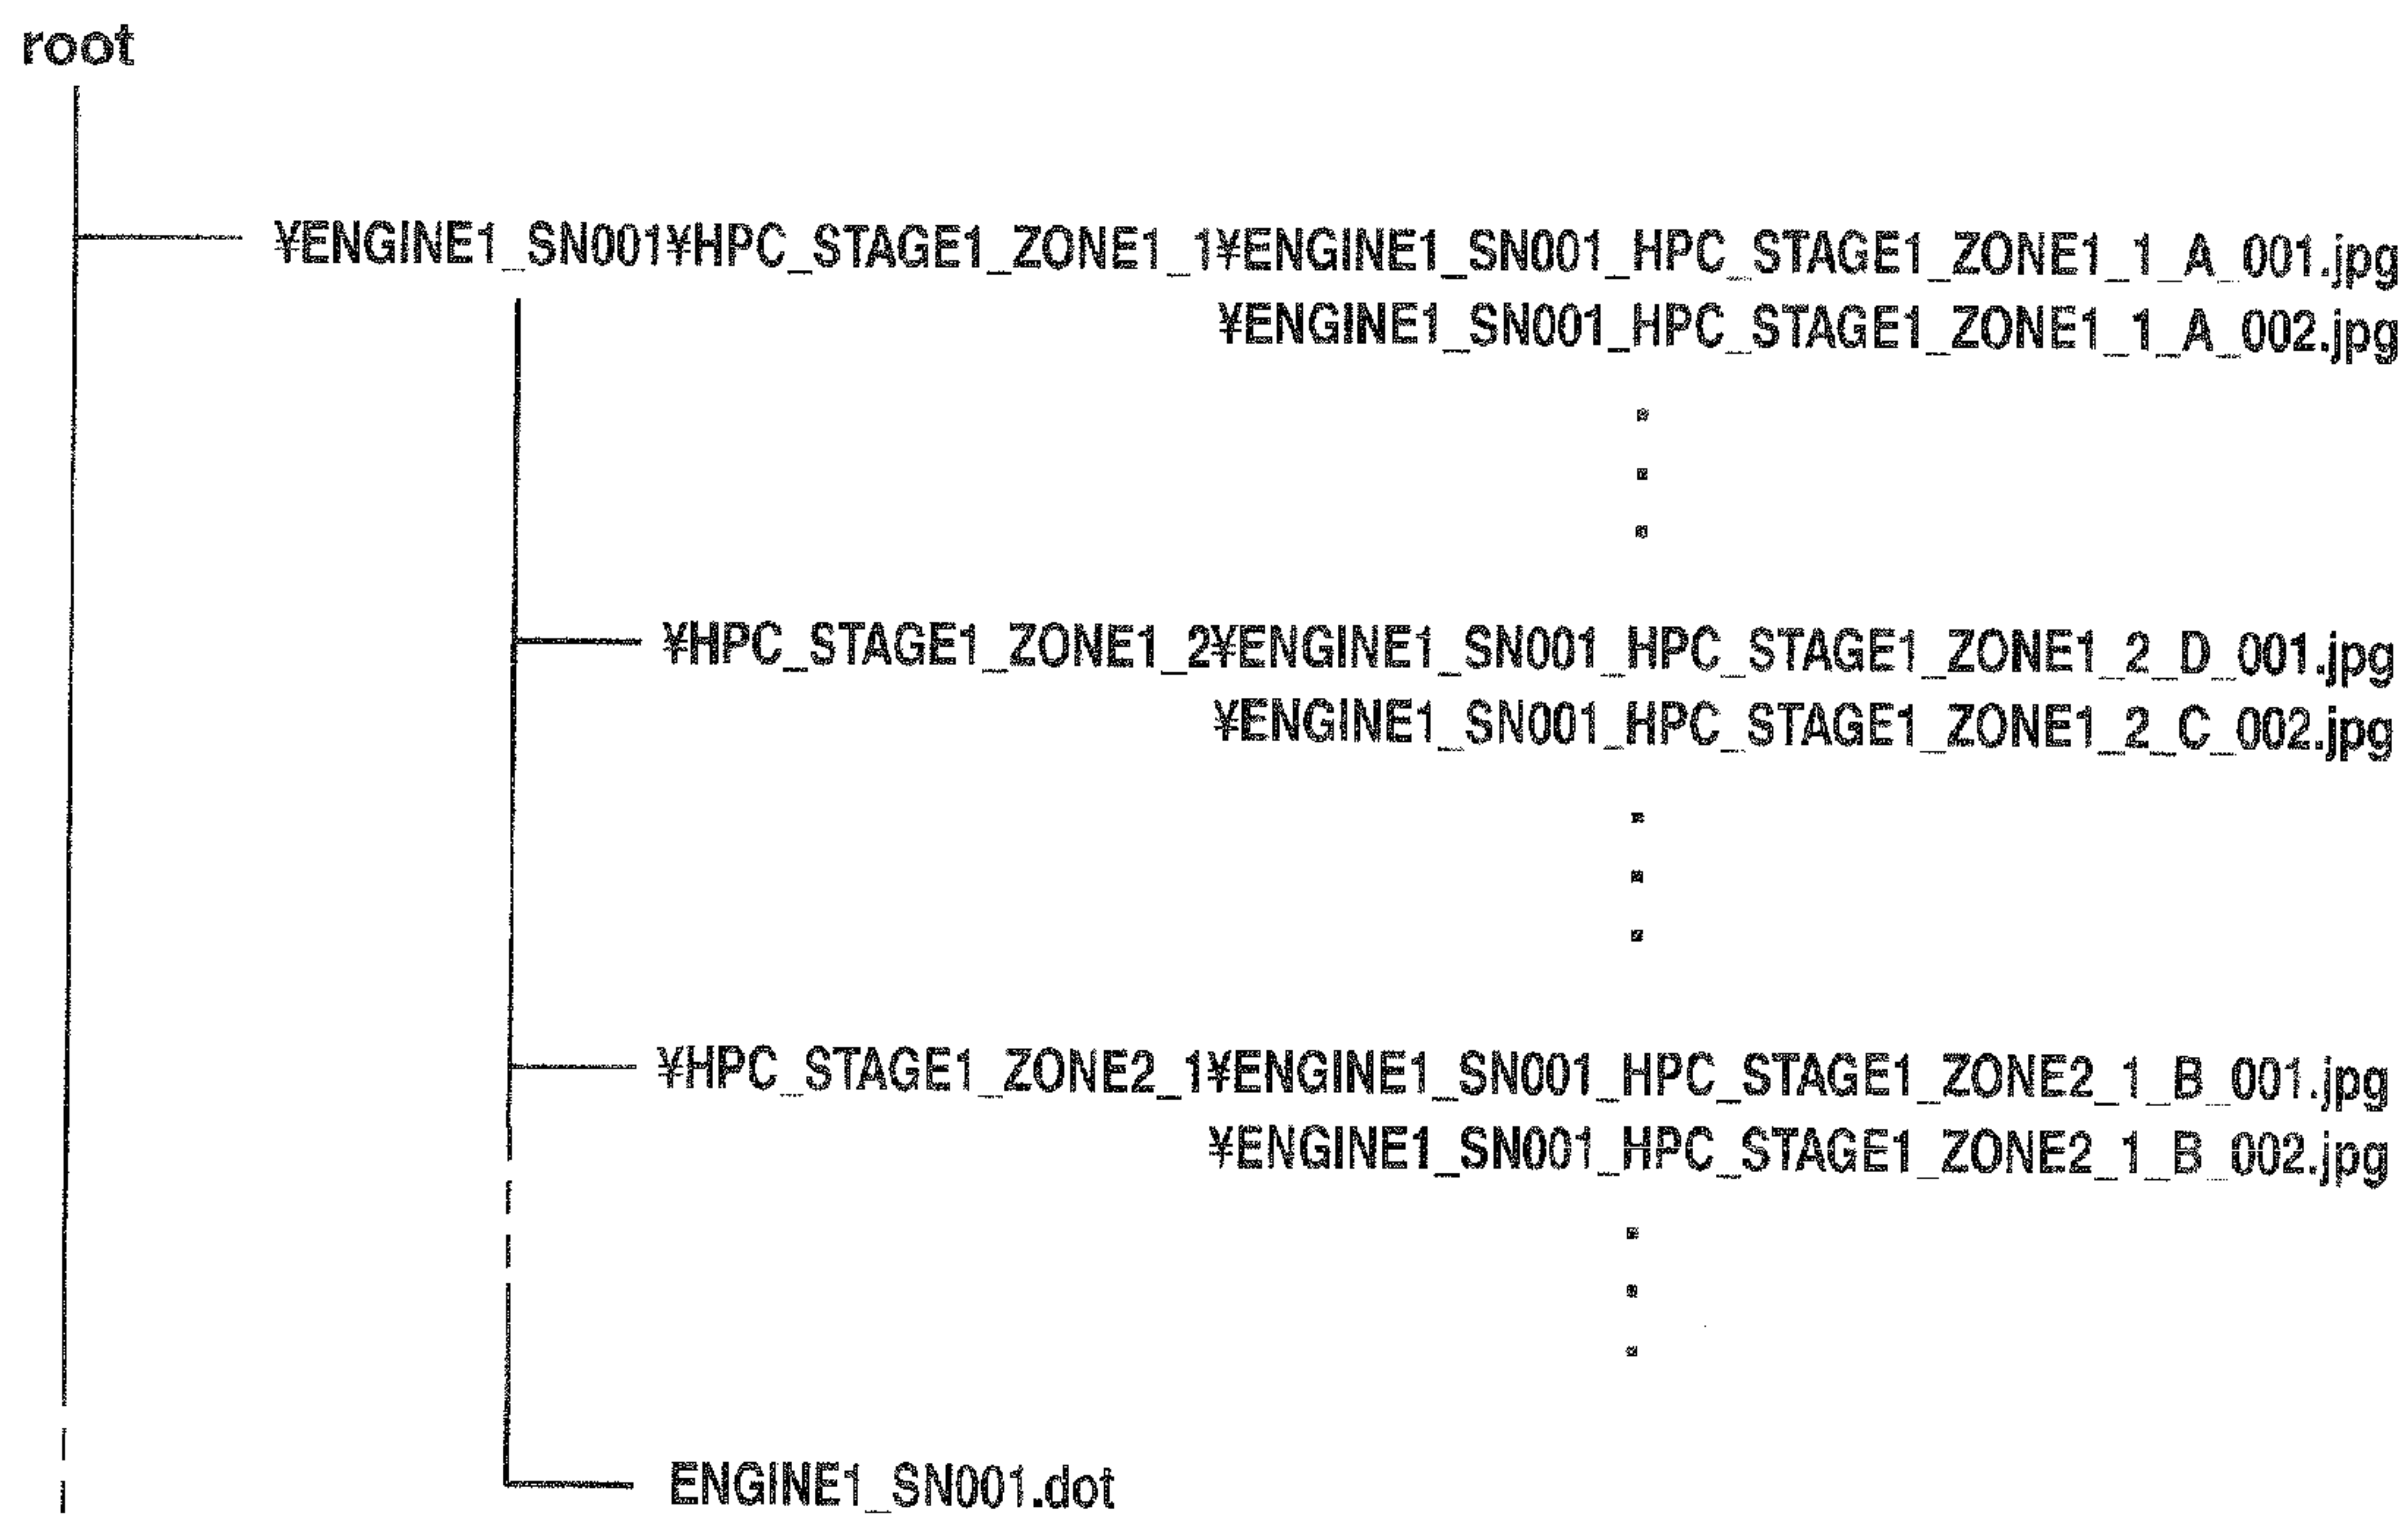 root
¥ENGINE1_SN001¥HPC_STAGE1_ZONE1_1¥ENGINE1_SN001_HPC_STAGE1_ZONE1_1_A_001.jpg
¥ENGINE1_SN001_HPC_STAGE1_ZONE1_1_A_002.jpg
¥HPC_STAGE1_ZONE1_2¥ENGINE1_SN001_HPC_STAGE1_ZONE1_2_D_001.jpg
¥ENGINE1_SN001_HPC_STAGE1_ZONE1_2_C_002.jpg
¥HPC_STAGE1_ZONE2_1¥ENGINE1_SN001_HPC_STAGE1_ZONE2_1_B_001.jpg
¥ENGINE1_SN001_HPC_STAGE1_ZONE2_1_B_002.jpg
ENGINE1_SN001.dot